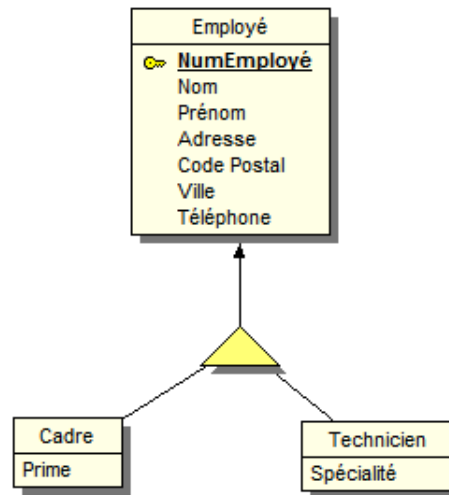 Employé
NumEmployé
Nom
Prénom
Adresse
Code Postal
Ville
Téléphone
Cadre
Prime
Technicien
Spécialité